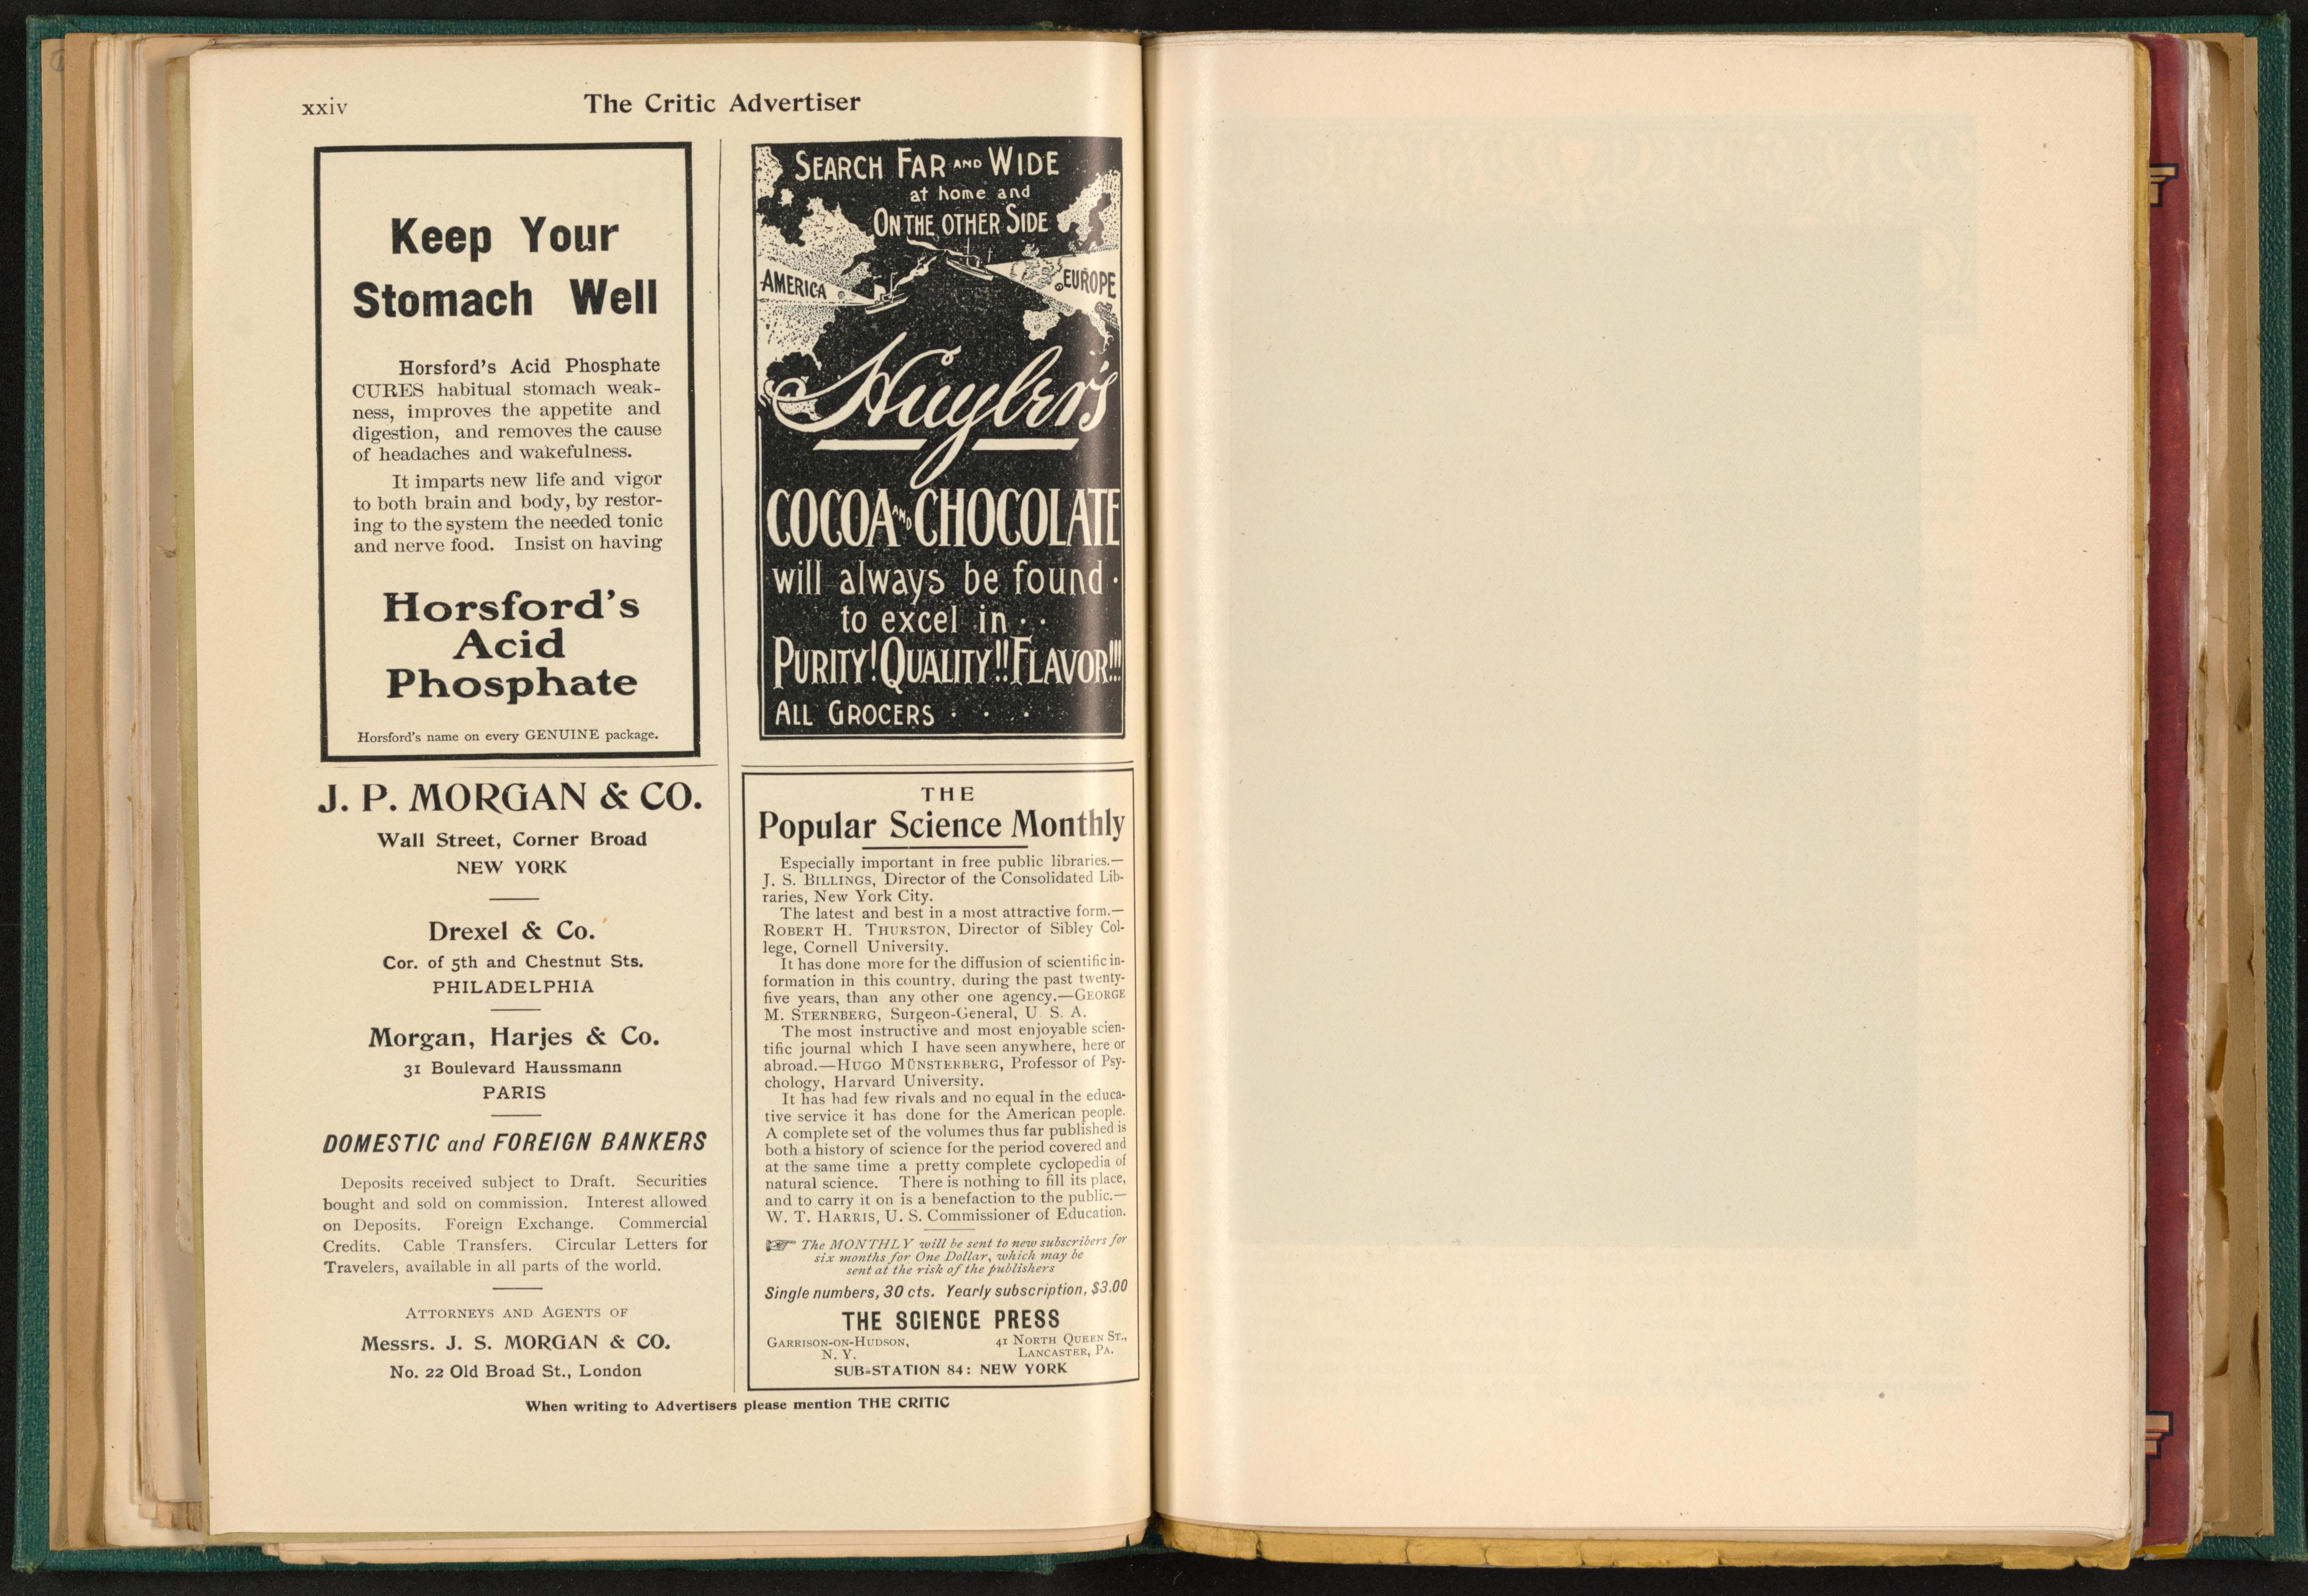 xxiv
The Critic Advertiser
Keep Your
Stomach Well
Horsford's Acid Phosphate
CURES habitual stomach weak-
ness, improves the appetite and
digestion, and removes the cause
of headaches and wakefulness.
It imparts new life and vigor
to both brain and body, by restor-
ing to the system the needed tonic
and nerve food. Insist on having
Horsford's
Acid
Phosphate
Horsford's name on every GENUINE package.
J. P. MORGAN & CO.
Wall Street, Corner Broad
NEW YORK
Drexel & Co.
Cor. of 5th and Chestnut Sts.
PHILADELPHIA
Morgan, Harjes & Co.
31 Boulevard Haussmann
PARIS
DOMESTIC and FOREIGN BANKERS
Deposits received subject to Draft. Securities
bought and sold on commission. Interest allowed
on Deposits. Foreign Exchange. Commercial
Credits. Cable Transfers. Circular Letters for
Travelers, available in all parts of the world.
ATTORNEYS AND AGENTS OF
Messrs. J. S. MORGAN & CO.
No. 22 Old Broad St., London
SEARCH FAR AND WIDE
at home and
ON THE OTHER SIDE
AMERICA
EUROPE
Huyler's
COCOA AND CHOCOLATE
will always be found
to excel in
PURITY! QUALITY!! FLAVOR!!!
ALL GROCERS
THE
Popular Science Monthly
Especially important in free public libraries.—
J. S. BILLINGS, Director of the Consolidated Lib-
raries, New York City.
The latest and best in a most attractive form.—
ROBERT H. THURSTON, Director of Sibley Col-
lege, Cornell University.
It has done more for the diffusion of scientific in-
formation in this country, during the past twenty-
five years, than any other one agency.—GEORGE
M. STERNBERG, Surgeon-General, U. S. A.
The most instructive and most enjoyable scien-
tific journal which I have seen anywhere, here or
abroad.—HUGO MÜNSTERBERG, Professor of Psy-
chology, Harvard University.
It has had few rivals and no equal in the educa-
tive service it has done for the American people.
A complete set of the volumes thus far published is
both a history of science for the period covered and
at the same time a pretty complete cyclopedia of
natural science. There is nothing to fill its place,
and to carry it on is a benefaction to the public.—
W. T. HARRIS, U. S. Commissioner of Education.
☞ The MONTHLY will be sent to new subscribers for
six months for One Dollar, which may be
sent at the risk of the publishers
Single numbers, 30 cts. Yearly subscription, $3.00
THE SCIENCE PRESS
GARRISON-ON-HUDSON,
N. Y.
41 NORTH QUEEN ST.,
LANCASTER, PA.
SUB-STATION 84: NEW YORK
When writing to Advertisers please mention THE CRITIC